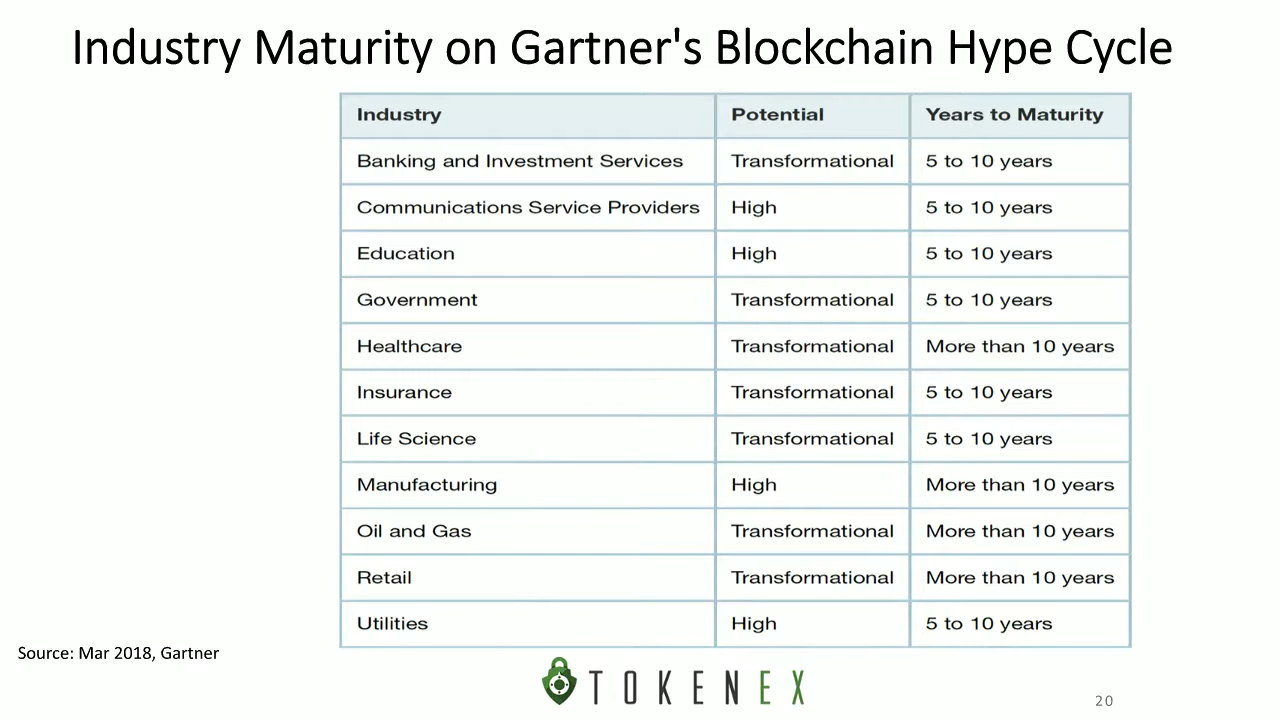 Industry Maturity on Gartner's Blockchain Hype Cycle
Industry Potential Years to Maturity
Banking and Investment Services Transformational 5 to 10 years
Communications Service Providers High 5 to 10 years
Education High 5 to 10 years
Government Transformational 5 to 10 years
Healthcare Transformational More than 10 years
Insurance Transformational 5 to 10 years
Life Science Transformational 5 to 10 years
Manufacturing High More than 10 years
Oil and Gas Transformational More than 10 years
Retail Transformational More than 10 years
Utilities High 5 to 10 years
Source: Mar 2018, Gartner
TOKENEX
20